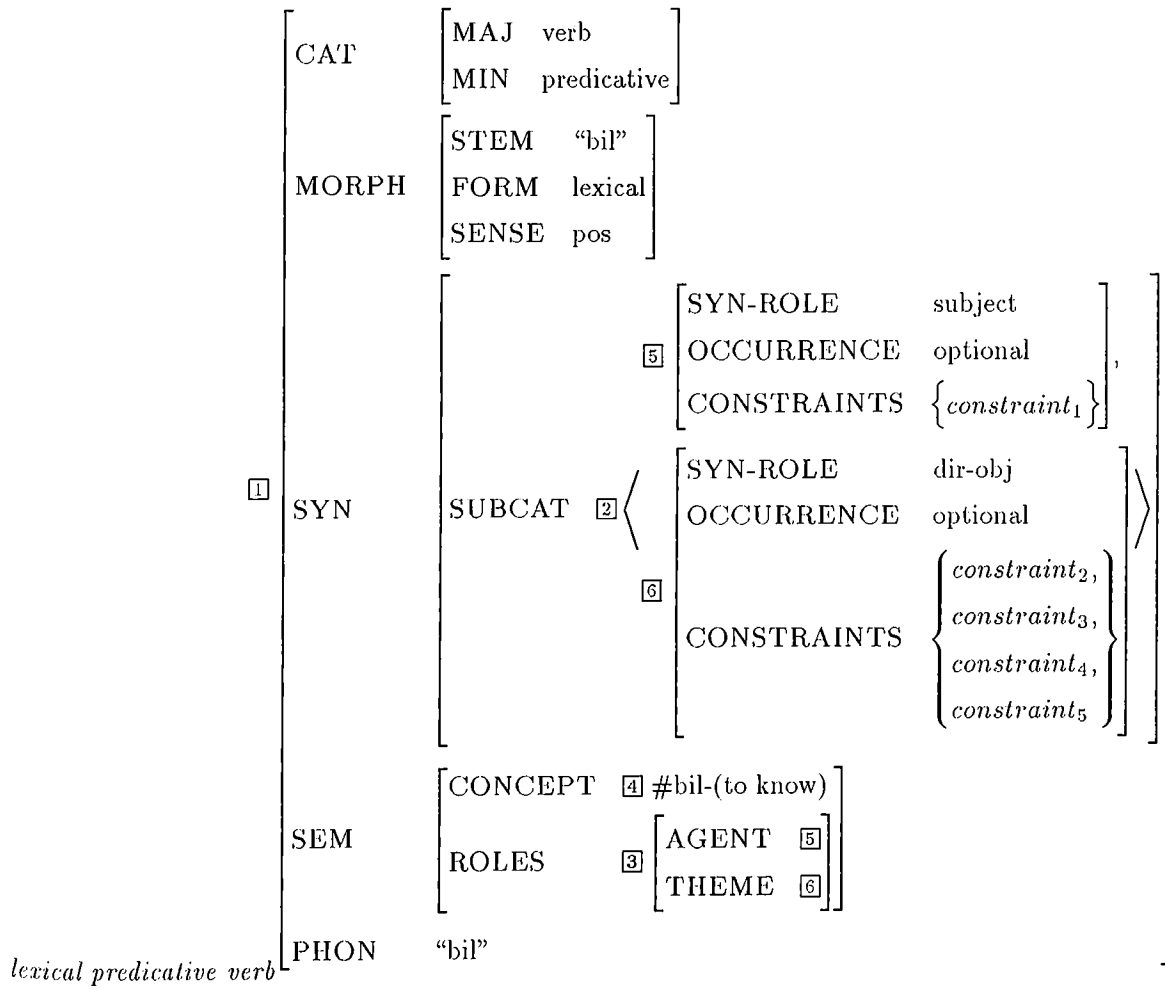 CAT [MAJ verb
MIN predicative]
MORPH [STEM “bil”
FORM lexical
SENSE pos]
5 [SYN-ROLE subject
OCCURRENCE optional
CONSTRAINTS {constraint₁}],
1 SYN [SUBCAT 2 ⟨
6 [SYN-ROLE dir-obj
OCCURRENCE optional
CONSTRAINTS {constraint₂,
constraint₃,
constraint₄,
constraint₅}]⟩]
SEM [CONCEPT 4 #bil-(to know)
ROLES 3 [AGENT 5
THEME 6]]
PHON “bil”
lexical predicative verb